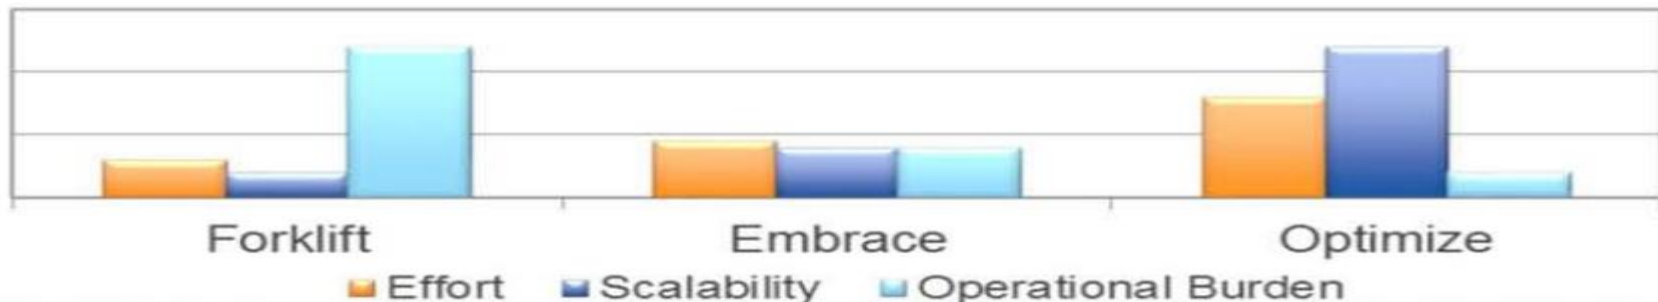 Forklift Embrace Optimize
Effort Scalability Operational Burden